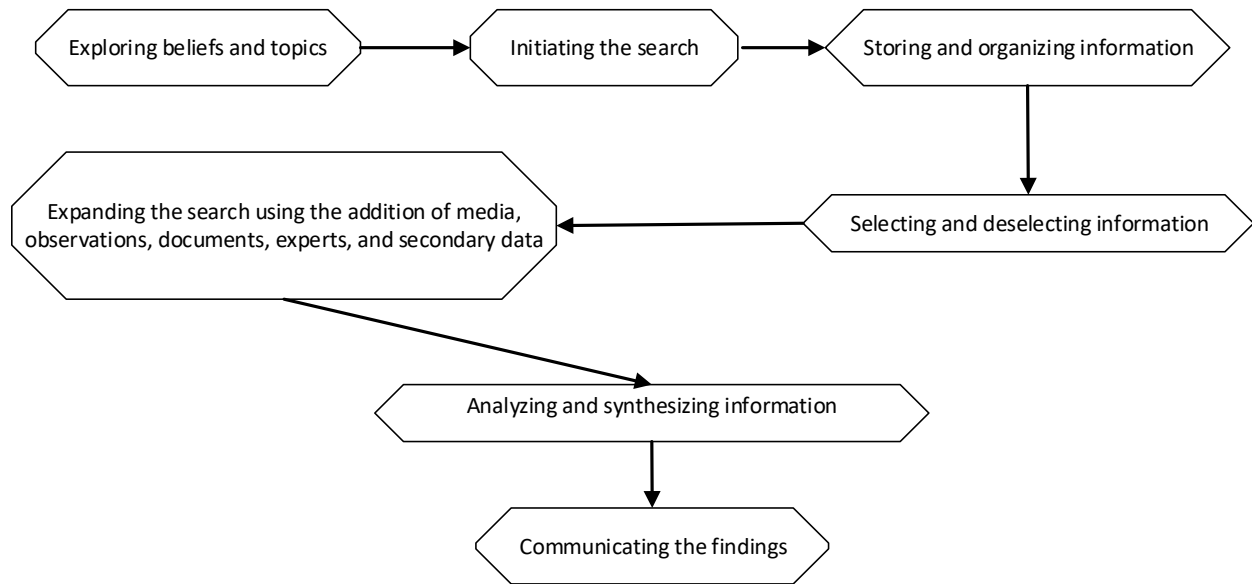 Exploring beliefs and topics
Initiating the search
Storing and organizing information
Selecting and deselecting information
Expanding the search using the addition of media,
observations, documents, experts, and secondary data
Analyzing and synthesizing information
Communicating the findings